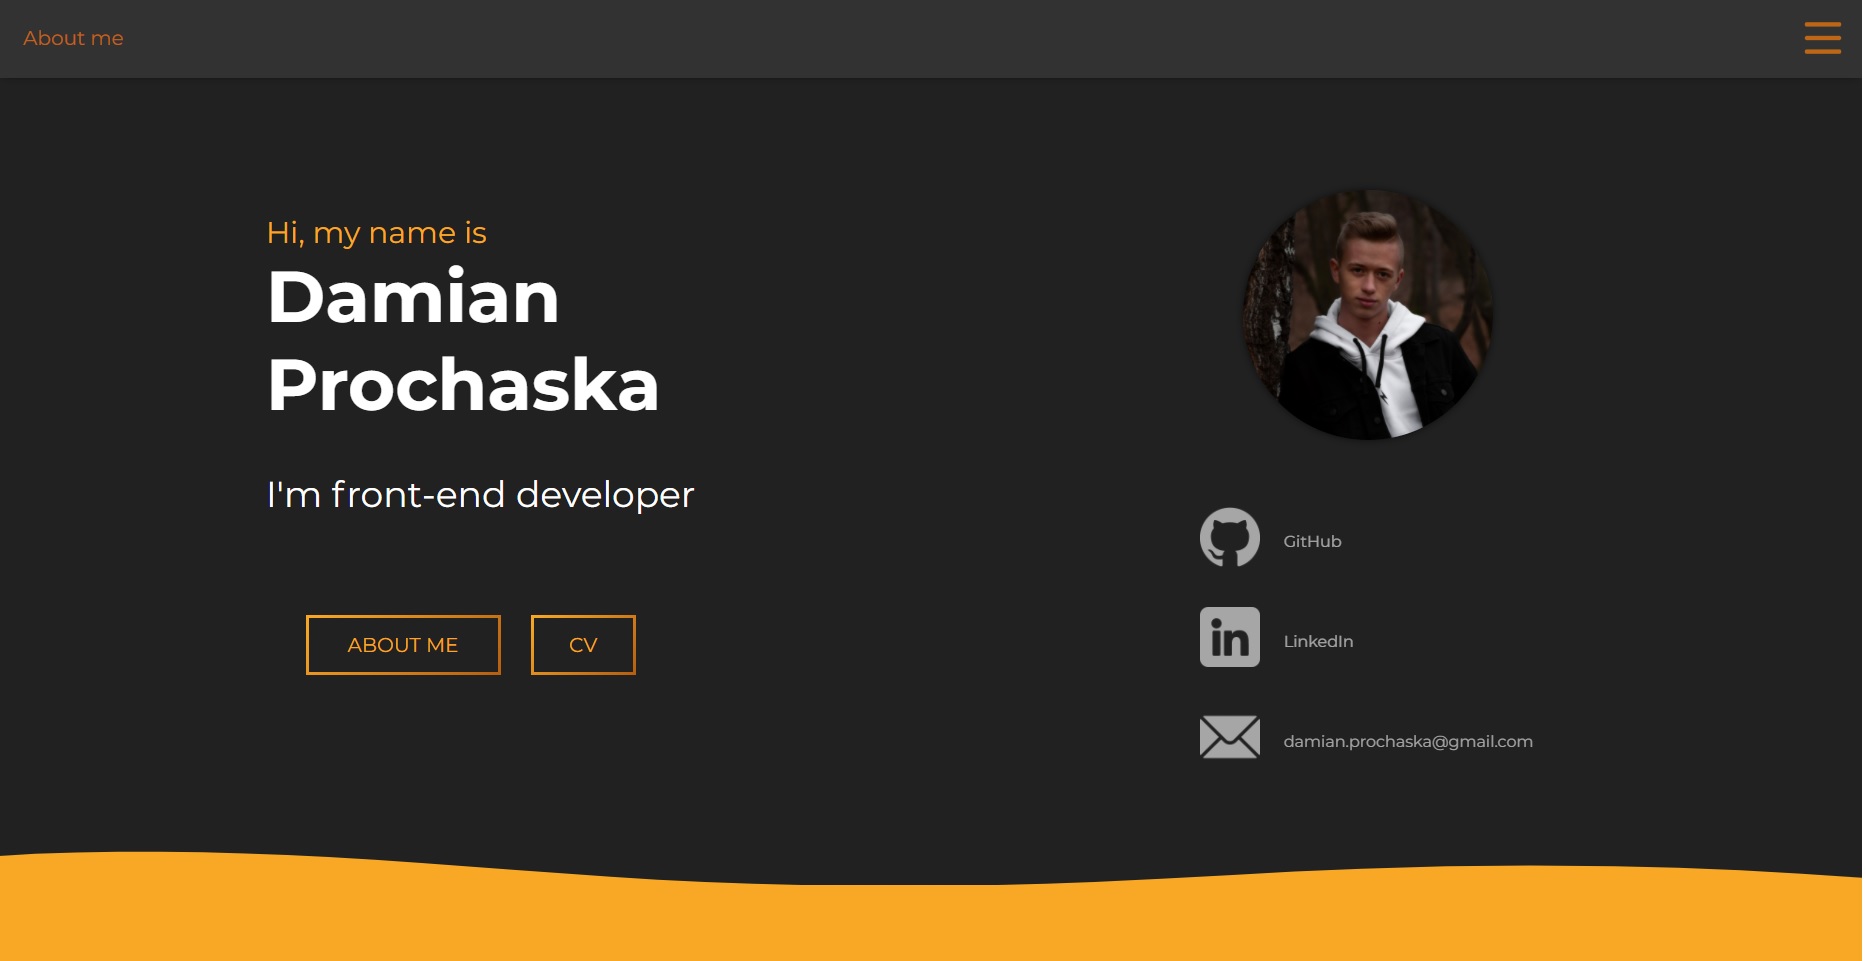 About me
Hi, my name is
Damian
Prochaska
I'm front-end developer
ABOUT ME
CV
GitHub
in
LinkedIn
damian.prochaska@gmail.com